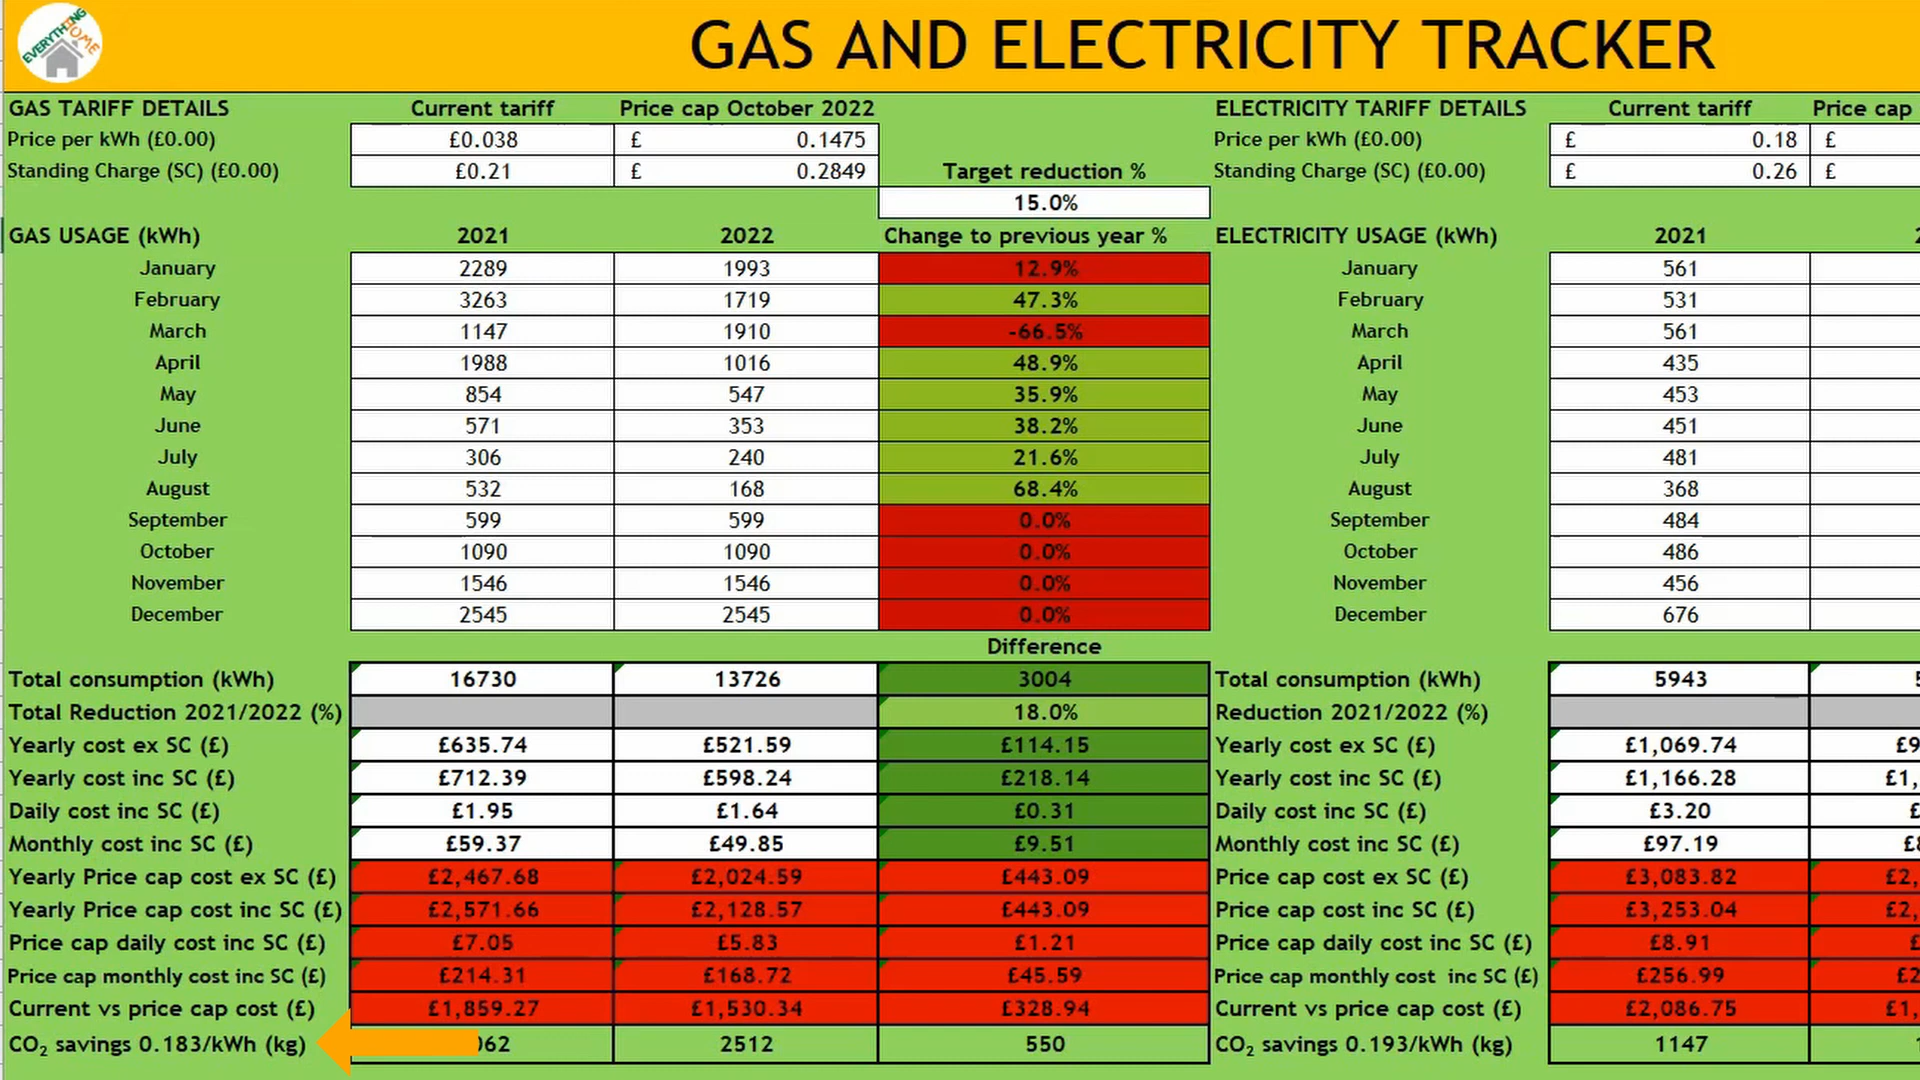 EVERYTHING HOME
GAS AND ELECTRICITY TRACKER
GAS TARIFF DETAILS Current tariff Price cap October 2022 ELECTRICITY TARIFF DETAILS Current tariff Price cap
Price per kWh (£0.00) £0.038 £ 0.1475 Price per kWh (£0.00) £ 0.18 £
Standing Charge (SC) (£0.00) £0.21 £ 0.2849 Target reduction % Standing Charge (SC) (£0.00) £ 0.26 £
15.0%
GAS USAGE (kWh) 2021 2022 Change to previous year % ELECTRICITY USAGE (kWh) 2021
January 2289 1993 12.9% January 561
February 3263 1719 47.3% February 531
March 1147 1910 -66.5% March 561
April 1988 1016 48.9% April 435
May 854 547 35.9% May 453
June 571 353 38.2% June 451
July 306 240 21.6% July 481
August 532 168 68.4% August 368
September 599 599 0.0% September 484
October 1090 1090 0.0% October 486
November 1546 1546 0.0% November 456
December 2545 2545 0.0% December 676
Difference
Total consumption (kWh) 16730 13726 3004 Total consumption (kWh) 5943
Total Reduction 2021/2022 (%) 18.0% Reduction 2021/2022 (%)
Yearly cost ex SC (£) £635.74 £521.59 £114.15 Yearly cost ex SC (£) £1,069.74 £9
Yearly cost inc SC (£) £712.39 £598.24 £218.14 Yearly cost inc SC (£) £1,166.28 £1,
Daily cost inc SC (£) £1.95 £1.64 £0.31 Daily cost inc SC (£) £3.20 £
Monthly cost inc SC (£) £59.37 £49.85 £9.51 Monthly cost inc SC (£) £97.19 £8
Yearly Price cap cost ex SC (£) £2,467.68 £2,024.59 £443.09 Price cap cost ex SC (£) £3,083.82 £2,
Yearly Price cap cost inc SC (£) £2,571.66 £2,128.57 £443.09 Price cap cost inc SC (£) £3,253.04 £2,
Price cap daily cost inc SC (£) £7.05 £5.83 £1.21 Price cap daily cost inc SC (£) £8.91 £
Price cap monthly cost inc SC (£) £214.31 £168.72 £45.59 Price cap monthly cost inc SC (£) £256.99 £2
Current vs price cap cost (£) £1,859.27 £1,530.34 £328.94 Current vs price cap cost (£) £2,086.75 £1,
CO₂ savings 0.183/kWh (kg) 062 2512 550 CO₂ savings 0.193/kWh (kg) 1147